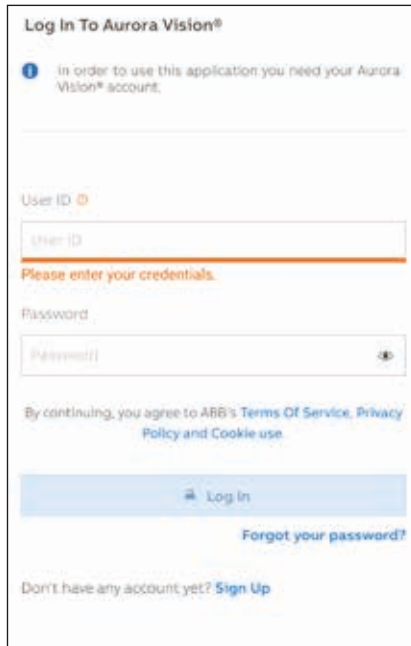 Log In To Aurora Vision®
In order to use this application you need your Aurora
Vision® account.
User ID
User ID
Please enter your credentials.
Password
Password
By continuing, you agree to ABB's Terms Of Service, Privacy
Policy and Cookie use
Log In
Forgot your password?
Don't have any account yet? Sign Up